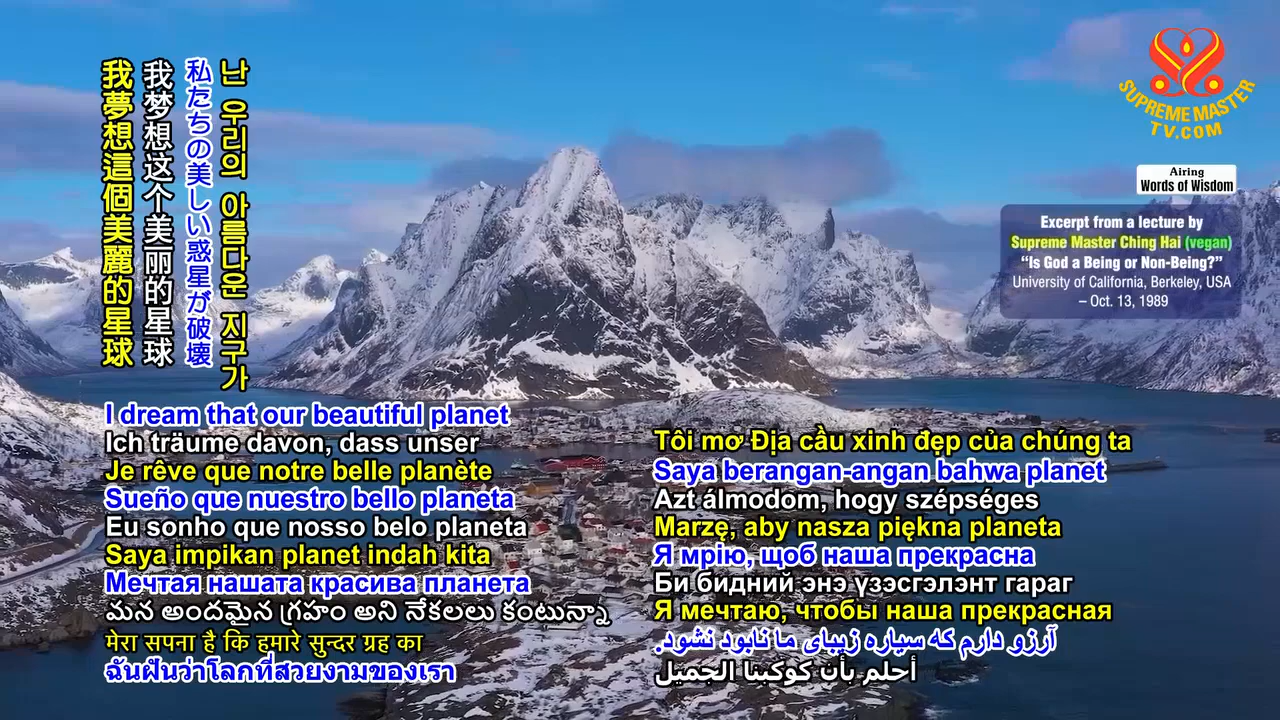 我夢想這個美麗的星球
我梦想这个美丽的星球
私たちの美しい惑星が破壊
난 우리의 아름다운 지구가
I dream that our beautiful planet
Ich träume davon, dass unser
Je rêve que notre belle planète
Sueño que nuestro bello planeta
Eu sonho que nosso belo planeta
Saya impikan planet indah kita
Мечтая нашата красива планета
మన అందమైన గ్రహం అని నేకలలు కంటున్నా
मेरा सपना है कि हमारे सुन्दर ग्रह का
ฉันฝันว่าโลกที่สวยงามของเรา
Tôi mơ Địa cầu xinh đẹp của chúng ta
Saya berangan-angan bahwa planet
Azt álmodom, hogy szépséges
Marzę, aby nasza piękna planeta
Я мрію, щоб наша прекрасна
Би бидний энэ үзэсгэлэнт гараг
Я мечтаю, чтобы наша прекрасная
آرزو دارم که سیاره زیبای ما نابود نشود.
أحلم بأن كوكبنا الجميل
SUPREME MASTER
TV.COM
Airing
Words of Wisdom
Excerpt from a lecture by
Supreme Master Ching Hai (vegan)
“Is God a Being or Non-Being?”
University of California, Berkeley, USA
– Oct. 13, 1989